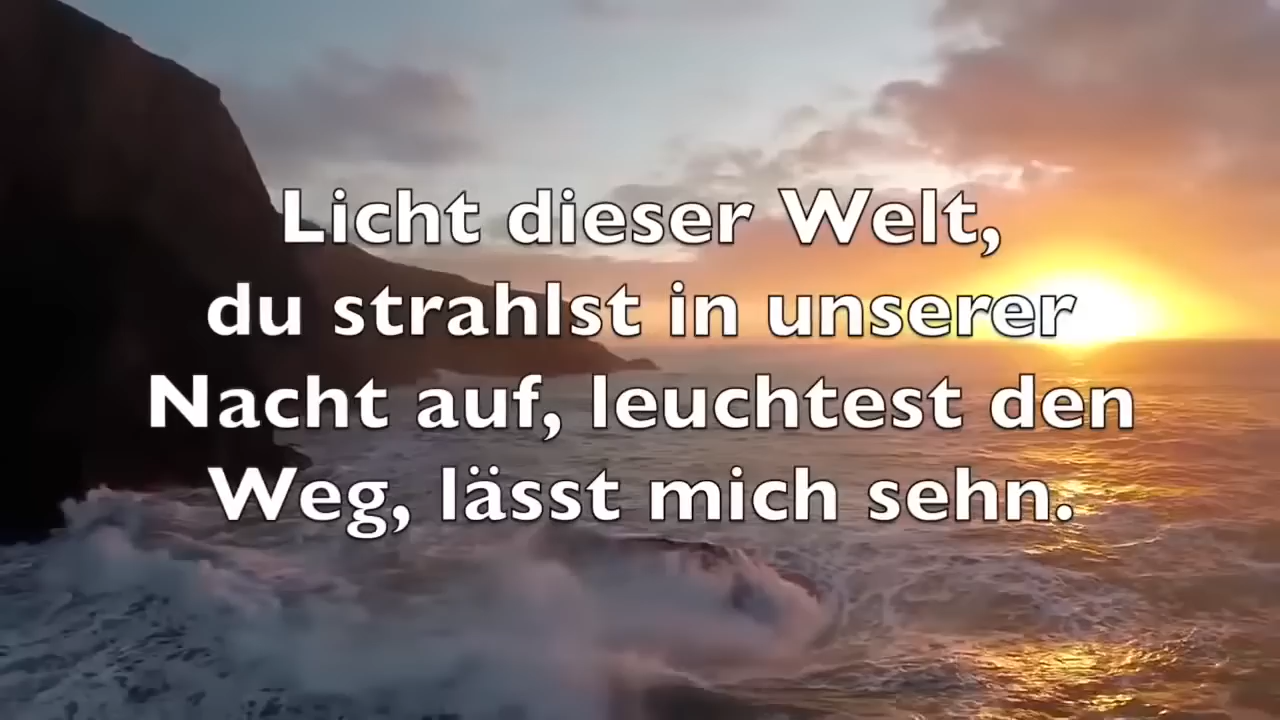 Licht dieser Welt,
du strahlst in unserer
Nacht auf, leuchtest den
Weg, lässt mich sehn.